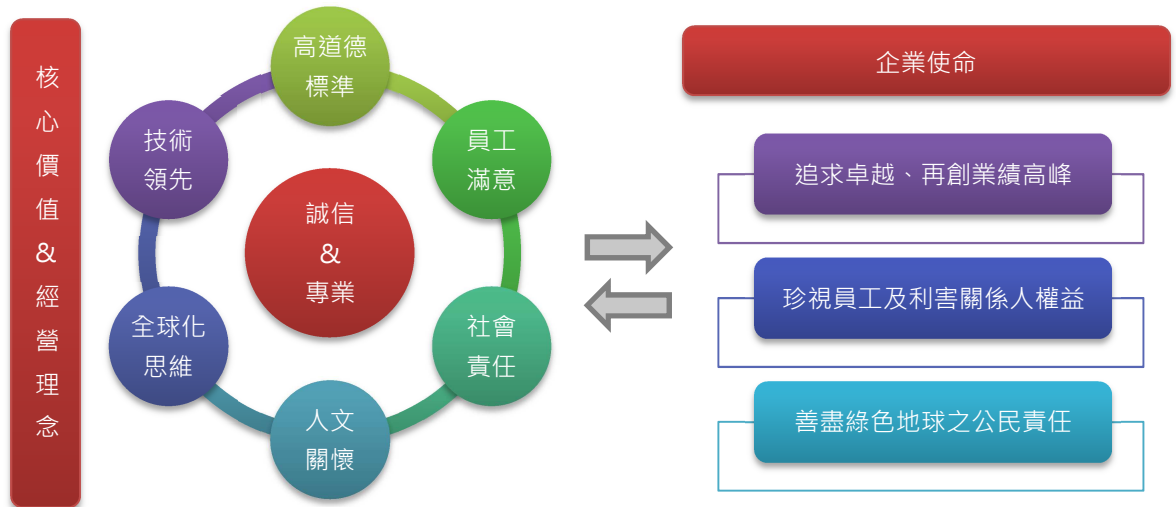 核心價值&經營理念
高道德
標準
員工
滿意
社會
責任
人文
關懷
全球化
思維
技術
領先
誠信
&
專業
企業使命
追求卓越、再創業績高峰
珍視員工及利害關係人權益
善盡綠色地球之公民責任